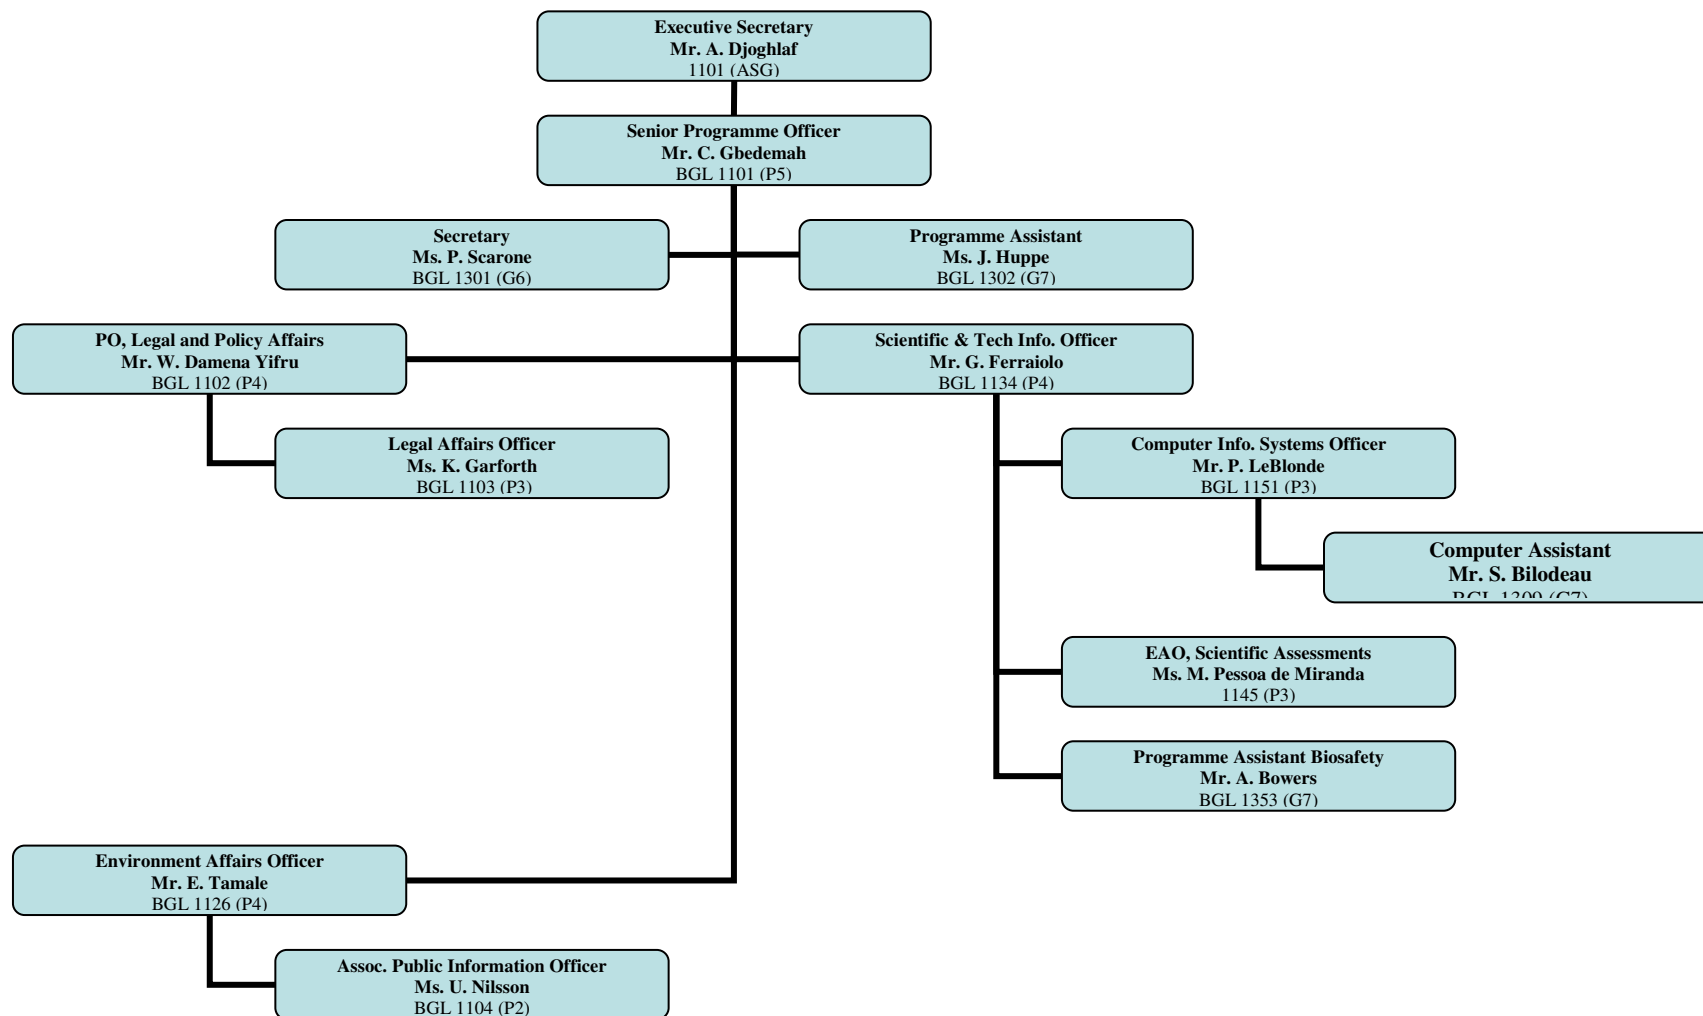 Executive Secretary
Mr. A. Djoghlaf
1101 (ASG)
Senior Programme Officer
Mr. C. Gbedemah
BGL 1101 (P5)
Secretary
Ms. P. Scarone
BGL 1301 (G6)
Programme Assistant
Ms. J. Huppe
BGL 1302 (G7)
PO, Legal and Policy Affairs
Mr. W. Damena Yifru
BGL 1102 (P4)
Scientific & Tech Info. Officer
Mr. G. Ferraiolo
BGL 1134 (P4)
Legal Affairs Officer
Ms. K. Garforth
BGL 1103 (P3)
Computer Info. Systems Officer
Mr. P. LeBlonde
BGL 1151 (P3)
Computer Assistant
Mr. S. Bilodeau
BGL 1309 (G7)
EAO, Scientific Assessments
Ms. M. Pessoa de Miranda
1145 (P3)
Programme Assistant Biosafety
Mr. A. Bowers
BGL 1353 (G7)
Environment Affairs Officer
Mr. E. Tamale
BGL 1126 (P4)
Assoc. Public Information Officer
Ms. U. Nilsson
BGL 1104 (P2)